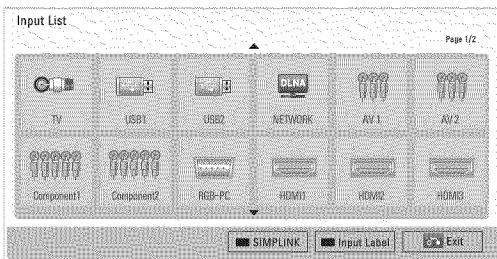 Input List
Page 1/2
DLNA
TV USB1 USB2 NETWORK AV 1 AV 2
Component1 Component2 RGB-PC HDMI1 HDMI2 HDMI3
SIMPLINK Input Label Exit